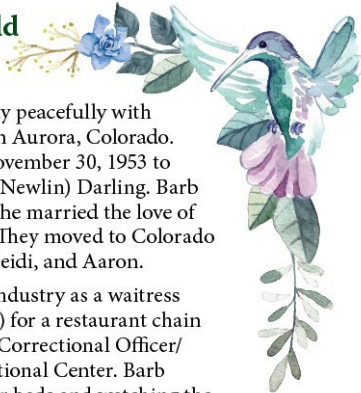 ld
y peacefully with
n Aurora, Colorado.
ovember 30, 1953 to
Newlin) Darling. Barb
he married the love of
They moved to Colorado
eidi, and Aaron.
ndustry as a waitress
) for a restaurant chain
Correctional Officer/
tional Center. Barb